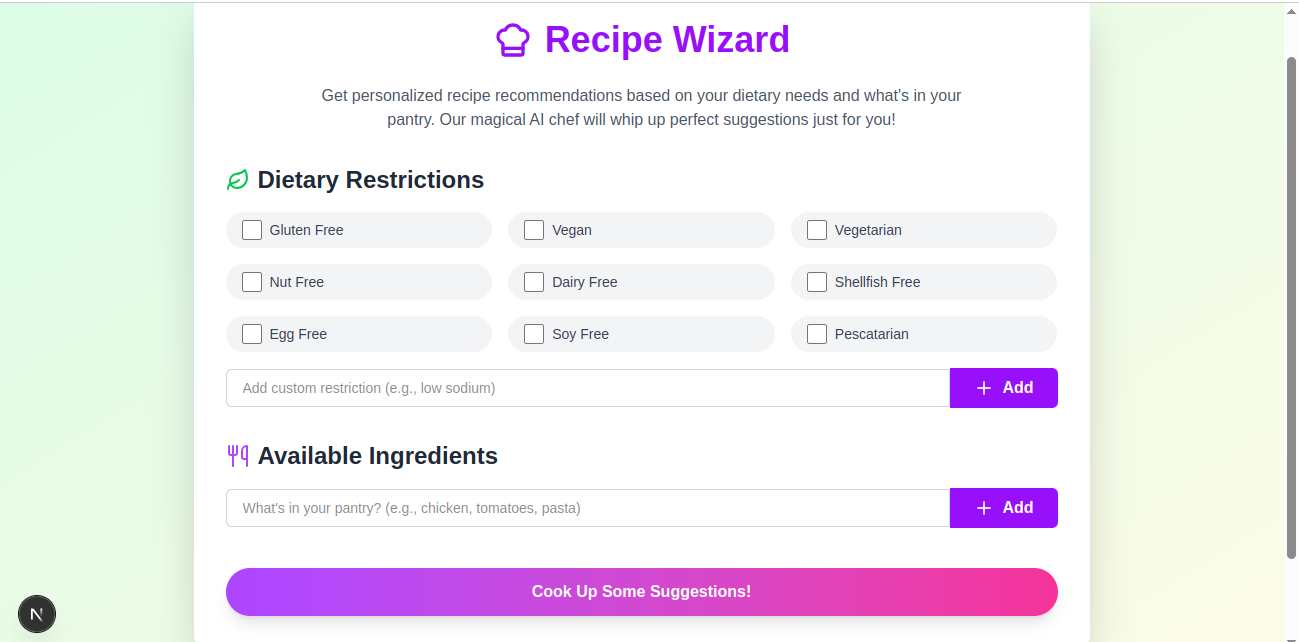 Recipe Wizard
Get personalized recipe recommendations based on your dietary needs and what's in your
pantry. Our magical AI chef will whip up perfect suggestions just for you!
Dietary Restrictions
Gluten Free
Vegan
Vegetarian
Nut Free
Dairy Free
Shellfish Free
Egg Free
Soy Free
Pescatarian
Add custom restriction (e.g., low sodium)
Add
Available Ingredients
What's in your pantry? (e.g., chicken, tomatoes, pasta)
Add
Cook Up Some Suggestions!
N